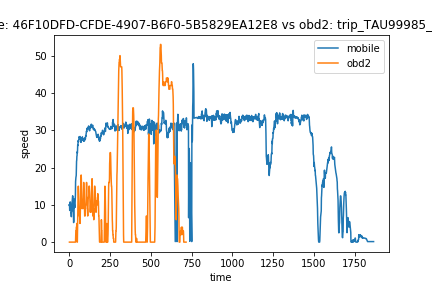 e: 46F10DFD-CFDE-4907-B6F0-5B5829EA12E8 vs obd2: trip_TAU99985_
mobile
obd2
speed
50
40
30
20
10
0
0 250 500 750 1000 1250 1500 1750
time